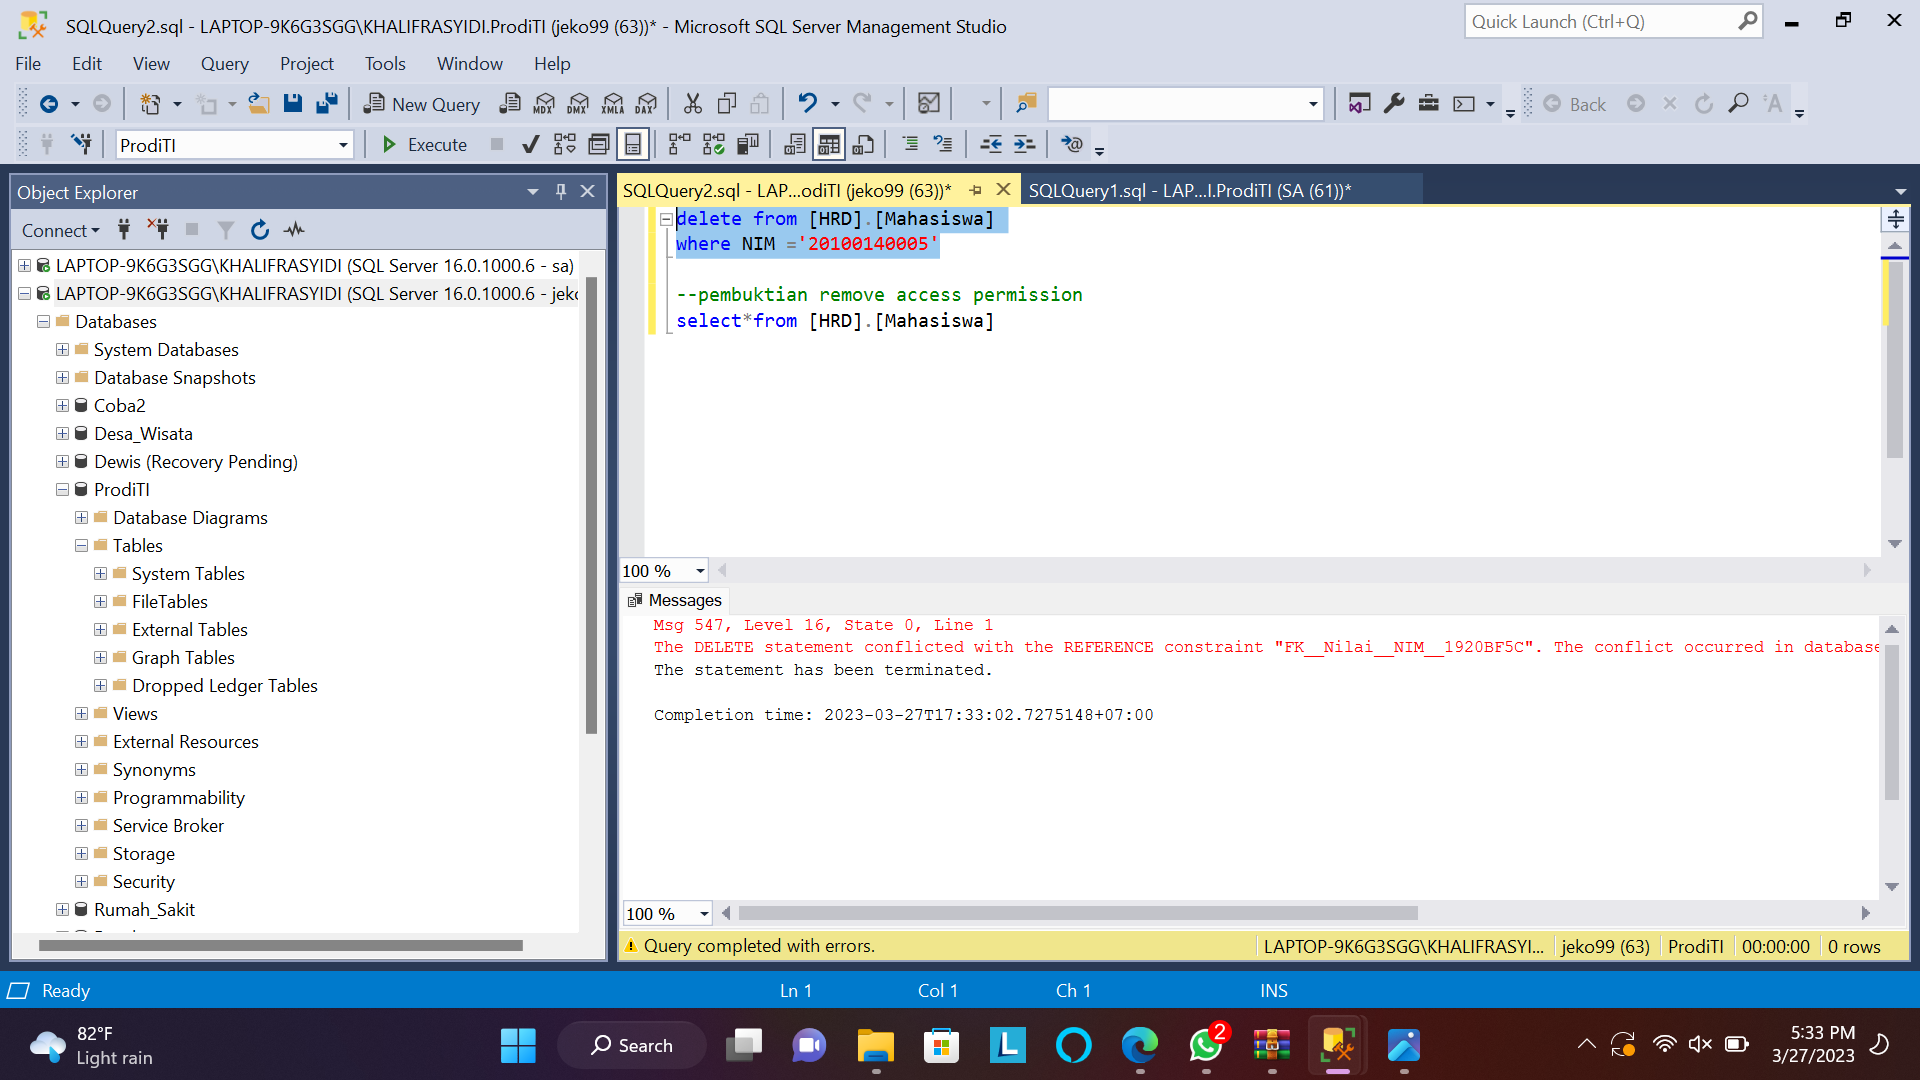 SQLQuery2.sql - LAPTOP-9K6G3SGG\KHALIFRASYIDI.ProdiTI (jeko99 (63))* - Microsoft SQL Server Management Studio
Quick Launch (Ctrl+Q)
File Edit View Query Project Tools Window Help
New Query MDX DMX XMLA DAX Back
ProdiTI Execute
Object Explorer
Connect
LAPTOP-9K6G3SGG\KHALIFRASYIDI (SQL Server 16.0.1000.6 - sa)
LAPTOP-9K6G3SGG\KHALIFRASYIDI (SQL Server 16.0.1000.6 - jek
Databases
System Databases
Database Snapshots
Coba2
Desa_Wisata
Dewis (Recovery Pending)
ProdiTI
Database Diagrams
Tables
System Tables
FileTables
External Tables
Graph Tables
Dropped Ledger Tables
Views
External Resources
Synonyms
Programmability
Service Broker
Storage
Security
Rumah_Sakit
SQLQuery2.sql - LAP...odiTI (jeko99 (63))*
SQLQuery1.sql - LAP...I.ProdiTI (SA (61))*
delete from [HRD].[Mahasiswa]
where NIM ='20100140005'
--pembuktian remove access permission
select*from [HRD].[Mahasiswa]
100 %
Messages
Msg 547, Level 16, State 0, Line 1
The DELETE statement conflicted with the REFERENCE constraint "FK__Nilai__NIM__1920BF5C". The conflict occurred in database
The statement has been terminated.
Completion time: 2023-03-27T17:33:02.7275148+07:00
100 %
Query completed with errors.
LAPTOP-9K6G3SGG\KHALIFRASYI... jeko99 (63) ProdiTI 00:00:00 0 rows
Ready Ln 1 Col 1 Ch 1 INS
82°F
Light rain
Search
L
2
5:33 PM
3/27/2023